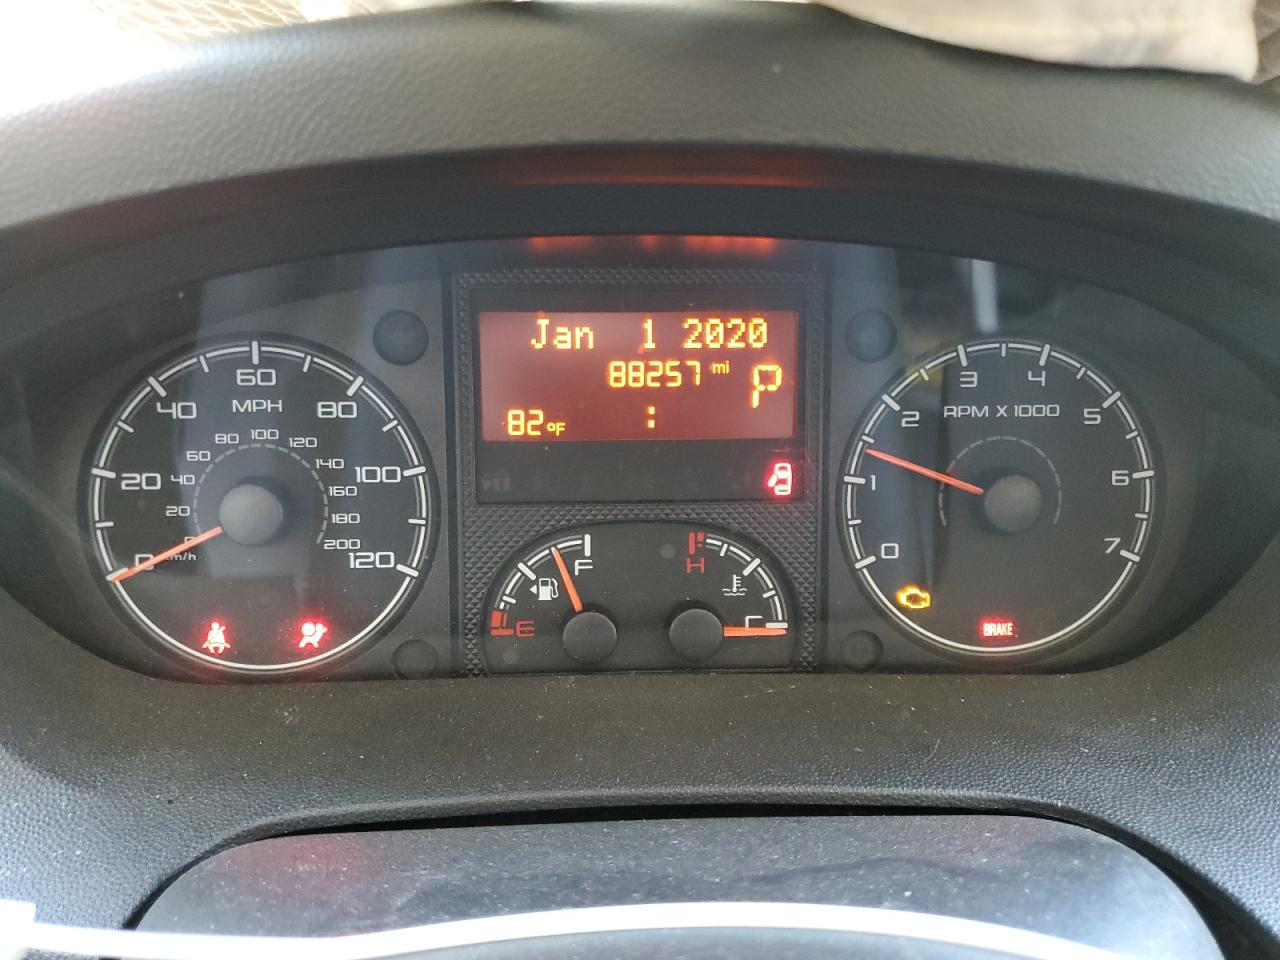 Jan 1 2020
88257 mi P
82°F :
0 20 40 60 80 100 120
MPH
0 20 40 60 80 100 120 140 160 180 200
km/h
E F
H C
0 1 2 3 4 5 6 7
RPM X 1000
BRAKE